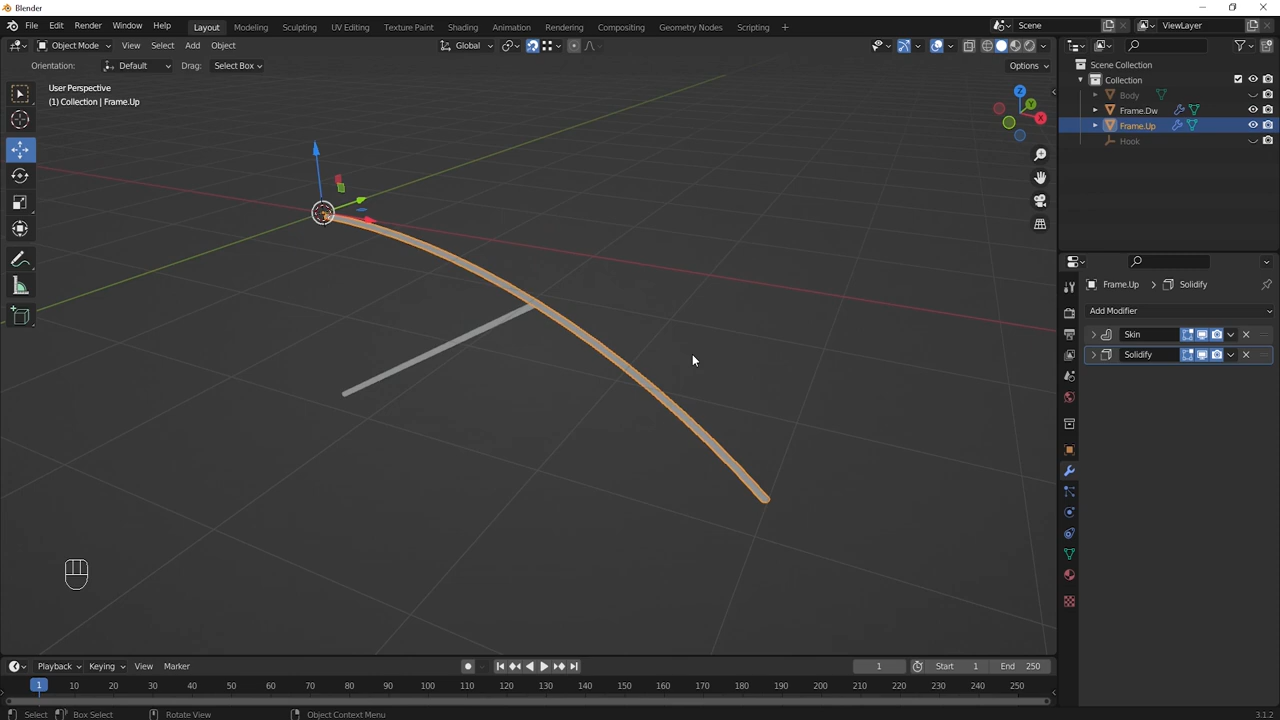 Blender
File Edit Render Window Help
Layout Modeling Sculpting UV Editing Texture Paint Shading Animation Rendering Compositing Geometry Nodes Scripting +
Scene
ViewLayer
Object Mode View Select Add Object
Global
Orientation: Default Drag: Select Box
Options
User Perspective
(1) Collection | Frame.Up
Z
Y
X
Scene Collection
Collection
Body
Frame.Dw
Frame.Up
Hook
Frame.Up > Solidify
Add Modifier
Skin
Solidify
Playback Keying View Marker
1 Start 1 End 250
1 10 20 30 40 50 60 70 80 90 100 110 120 130 140 150 160 170 180 190 200 210 220 230 240 250
Select Box Select Rotate View Object Context Menu
3.1.2